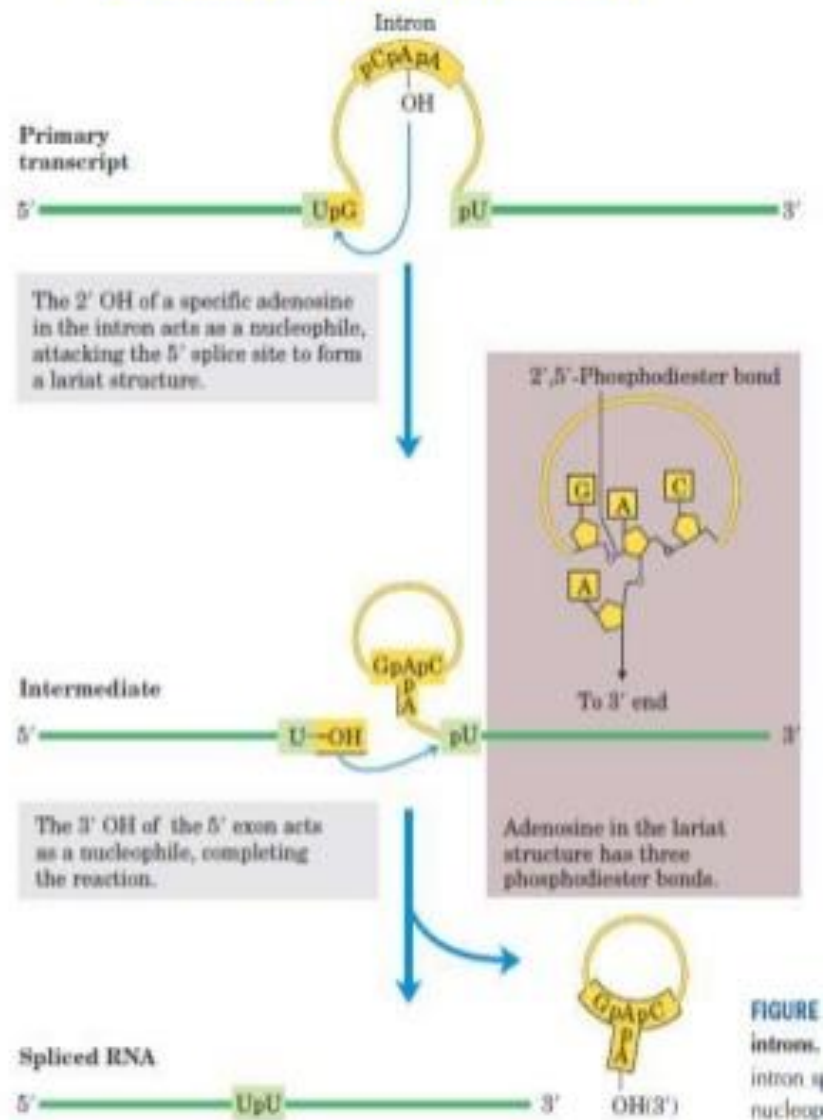 Intron
pCpApA
OH
Primary
transcript
5′ UpG pU 3′
The 2′ OH of a specific adenosine
in the intron acts as a nucleophile,
attacking the 5′ splice site to form
a lariat structure.
2′,5′-Phosphodiester bond
G A C
A
To 3′ end
Adenosine in the lariat
structure has three
phosphodiester bonds.
GpApC
p
A
Intermediate
5′ U OH pU 3′
The 3′ OH of the 5′ exon acts
as a nucleophile, completing
the reaction.
GpApC
p
A
OH(3′)
Spliced RNA
5′ UpU 3′
FIGURE
introns.
intron